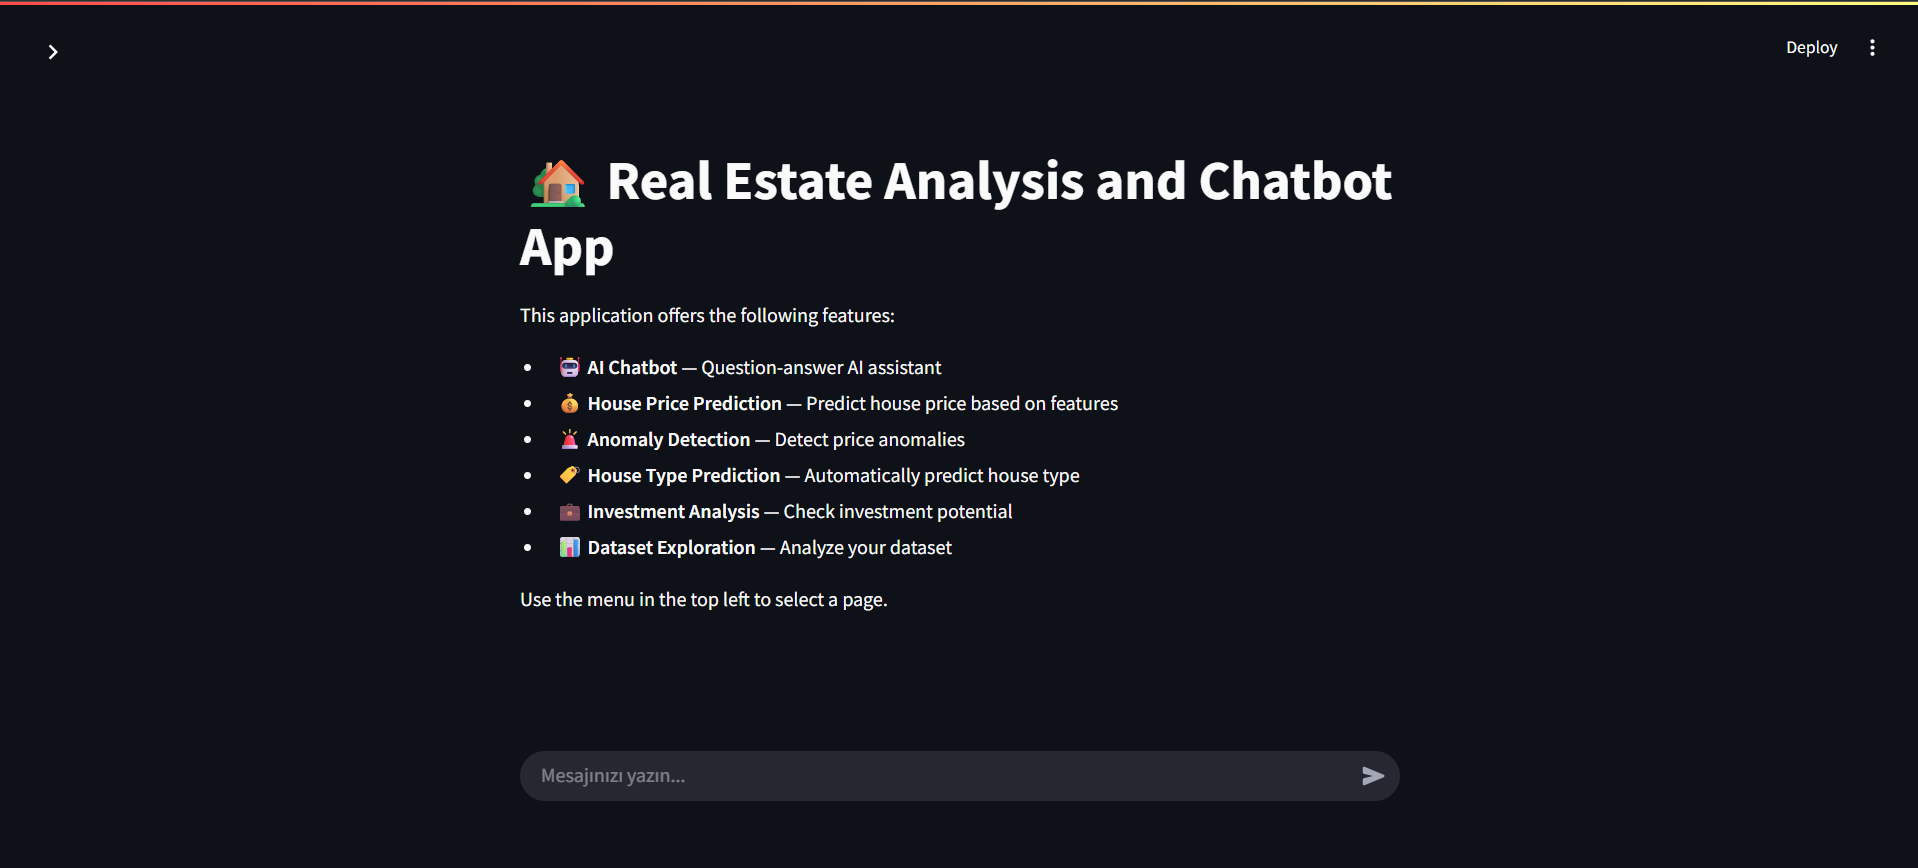 Deploy
🏡 Real Estate Analysis and Chatbot
App
This application offers the following features:
• 🤖 AI Chatbot — Question-answer AI assistant
• 💰 House Price Prediction — Predict house price based on features
• 🚨 Anomaly Detection — Detect price anomalies
• 🏷️ House Type Prediction — Automatically predict house type
• 💼 Investment Analysis — Check investment potential
• 📊 Dataset Exploration — Analyze your dataset
Use the menu in the top left to select a page.
Mesajınızı yazın...